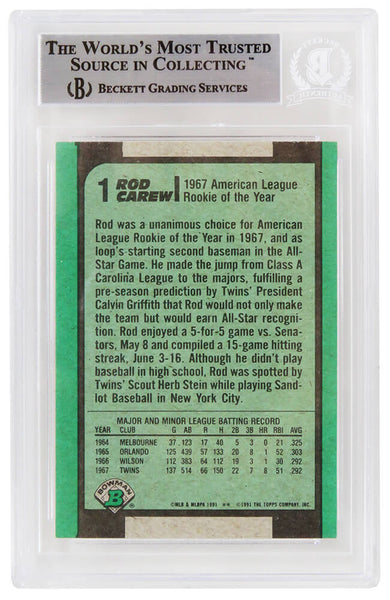 THE WORLD'S MOST TRUSTED
SOURCE IN COLLECTING™
B BECKETT GRADING SERVICES
1 ROD CAREW
1967 American League
Rookie of the Year
Rod was a unanimous choice for American
League Rookie of the Year in 1967, and as
loop's starting second baseman in the All-
Star Game. He made the jump from Class A
Carolina League to the majors, fulfilling a
pre-season prediction by Twins' President
Calvin Griffith that Rod would not only make
the team but would earn All-Star recogni-
tion. Rod enjoyed a 5-for-5 game vs. Sena-
tors, May 8 and compiled a 15-game hitting
streak, June 3-16. Although he didn't play
baseball in high school, Rod was spotted by
Twins' Scout Herb Stein while playing Sand-
lot Baseball in New York City.
MAJOR AND MINOR LEAGUE BATTING RECORD
YEAR CLUB G AB R H 2B 3B HR RBI AVG
1964 MELBOURNE 37 123 17 40 5 3 0 21 .325
1965 ORLANDO 125 439 57 133 20 8 1 52 .303
1966 WILSON 112 383 64 112 19 3 1 30 .292
1967 TWINS 137 514 66 150 22 7 8 51 .292
BOWMAN
B
©MLB & MLBPA 1991 ** ©1991 THE TOPPS COMPANY, INC.